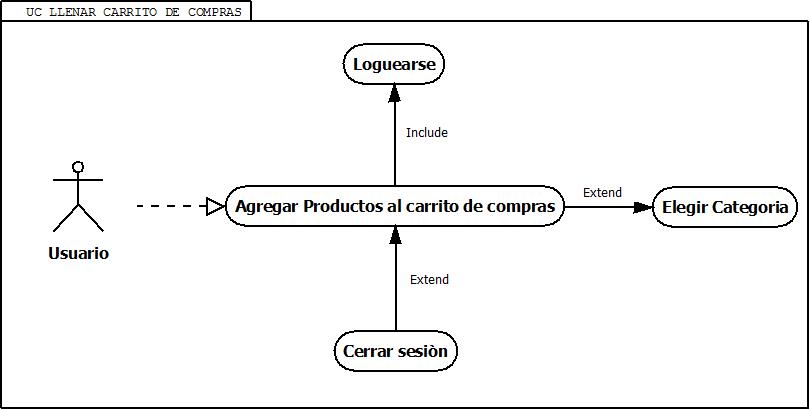 UC LLENAR CARRITO DE COMPRAS
Loguearse
Include
Agregar Productos al carrito de compras
Extend
Elegir Categoria
Usuario
Extend
Cerrar sesiòn